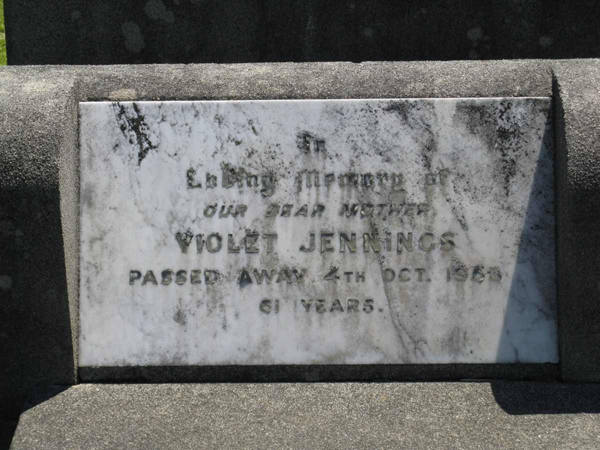 In
Loving Memory of
OUR DEAR MOTHER
VIOLET JENNINGS
PASSED AWAY 4TH OCT.
61 YEARS.